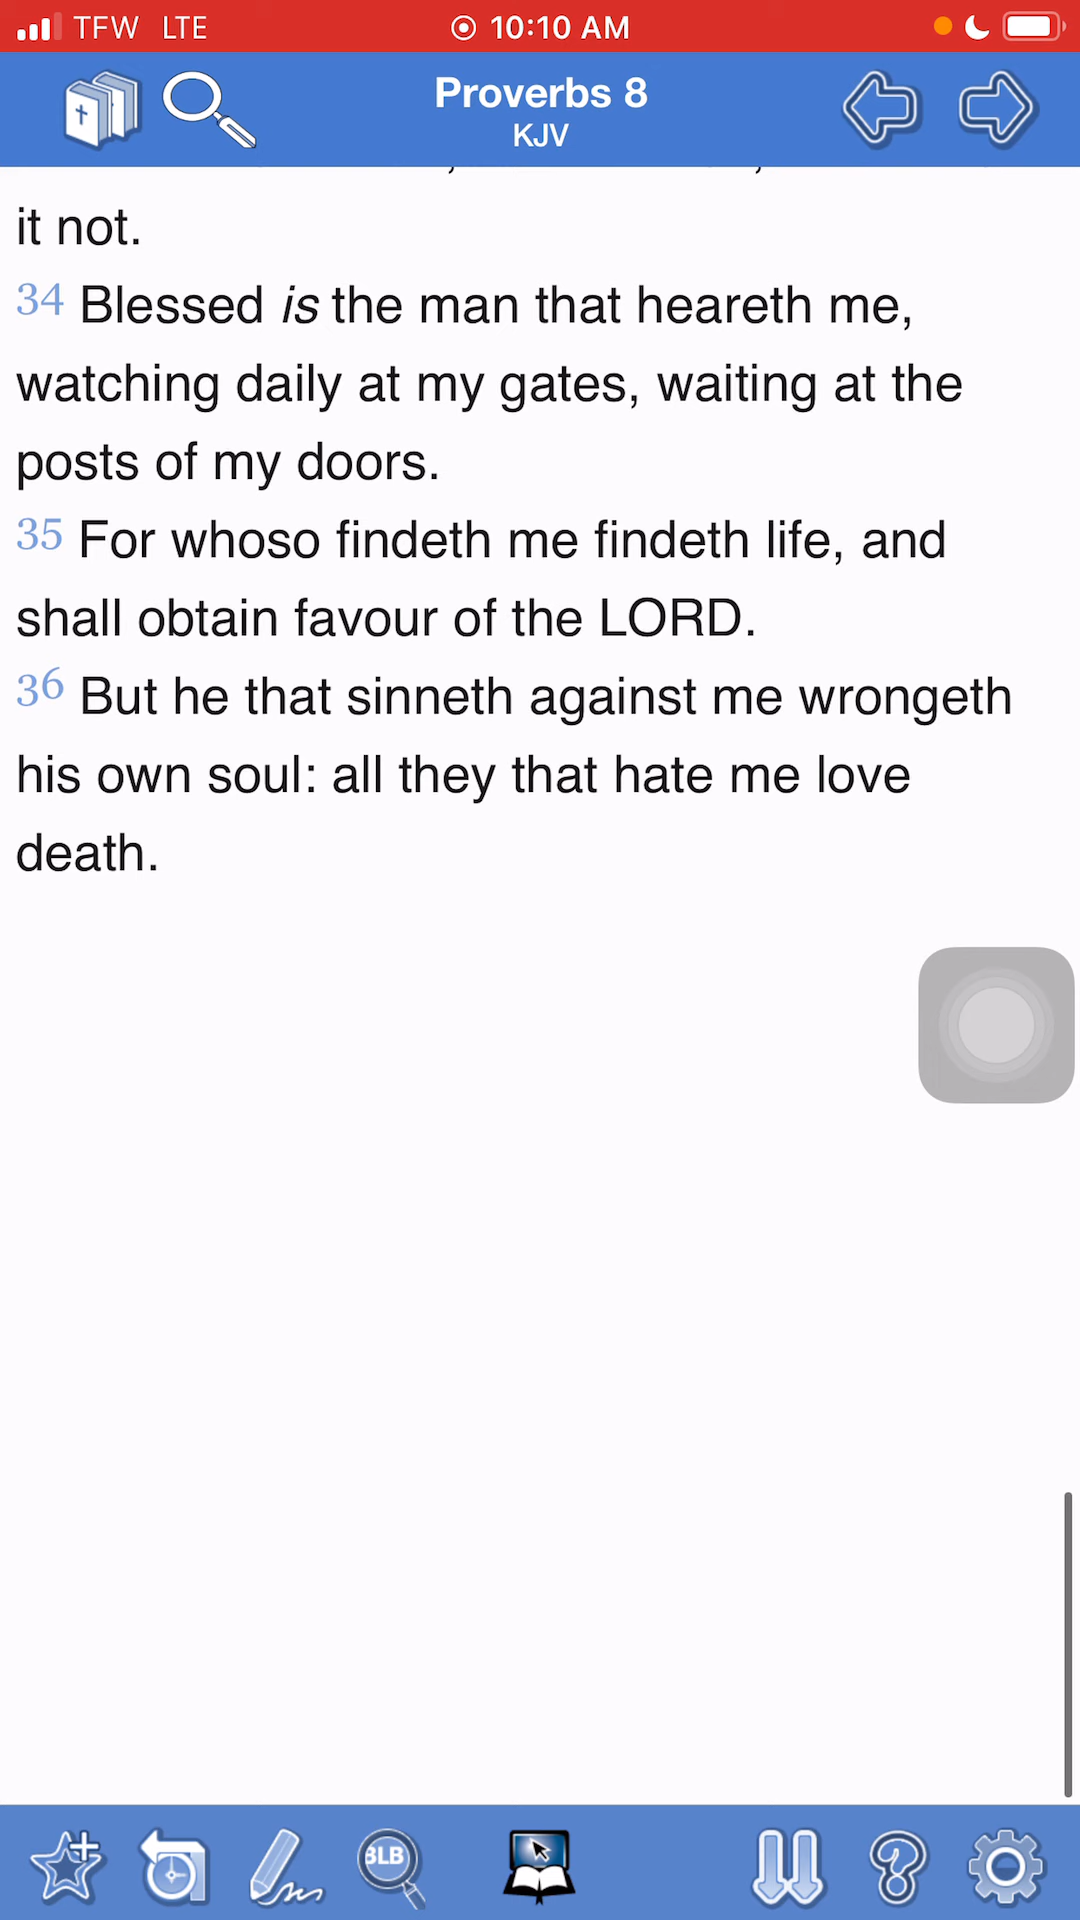 TFW LTE 10:10 AM
Proverbs 8
KJV
it not.
34 Blessed is the man that heareth me,
watching daily at my gates, waiting at the
posts of my doors.
35 For whoso findeth me findeth life, and
shall obtain favour of the LORD.
36 But he that sinneth against me wrongeth
his own soul: all they that hate me love
death.
BLB